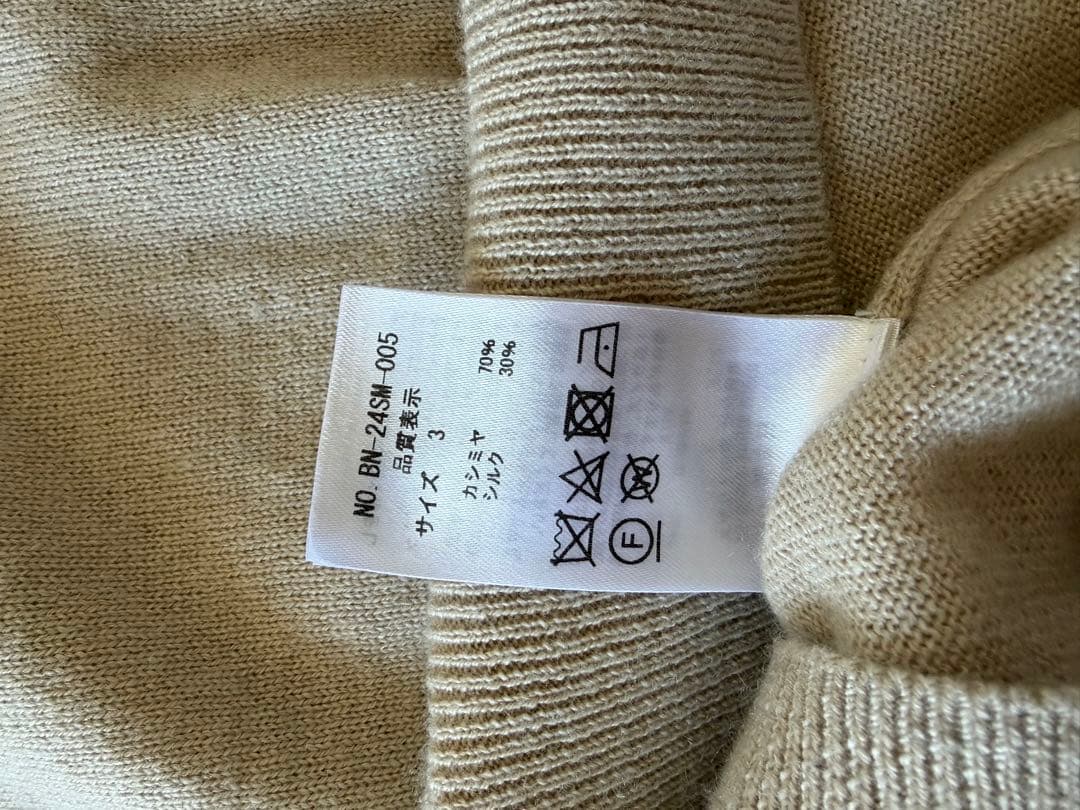 NO. BN-24SM-005
品質表示
サイズ 3
カシミヤ 70%
シルク 30%
F
W